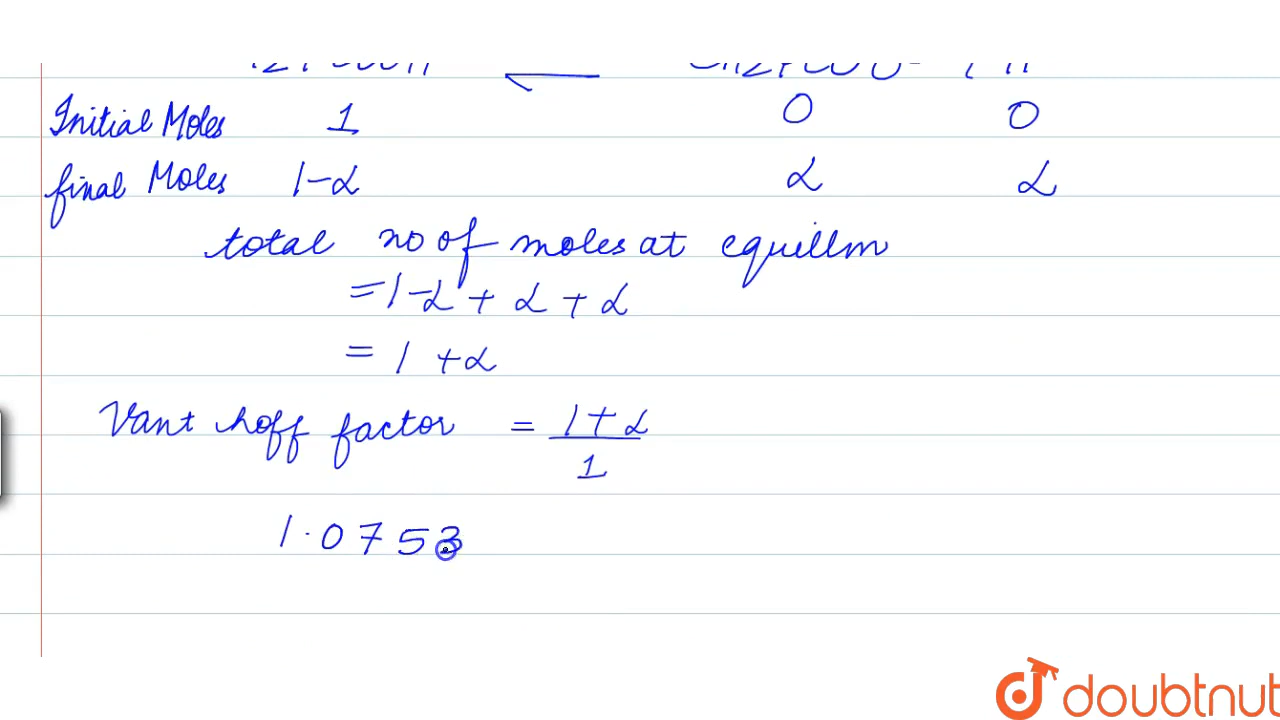 Initial Moles 1 0 0
final Moles 1-α α α
total no of moles at equillm
=1-α + α + α
= 1 +α
Vant hoff factor = 1+α
1
1.0753
doubtnut